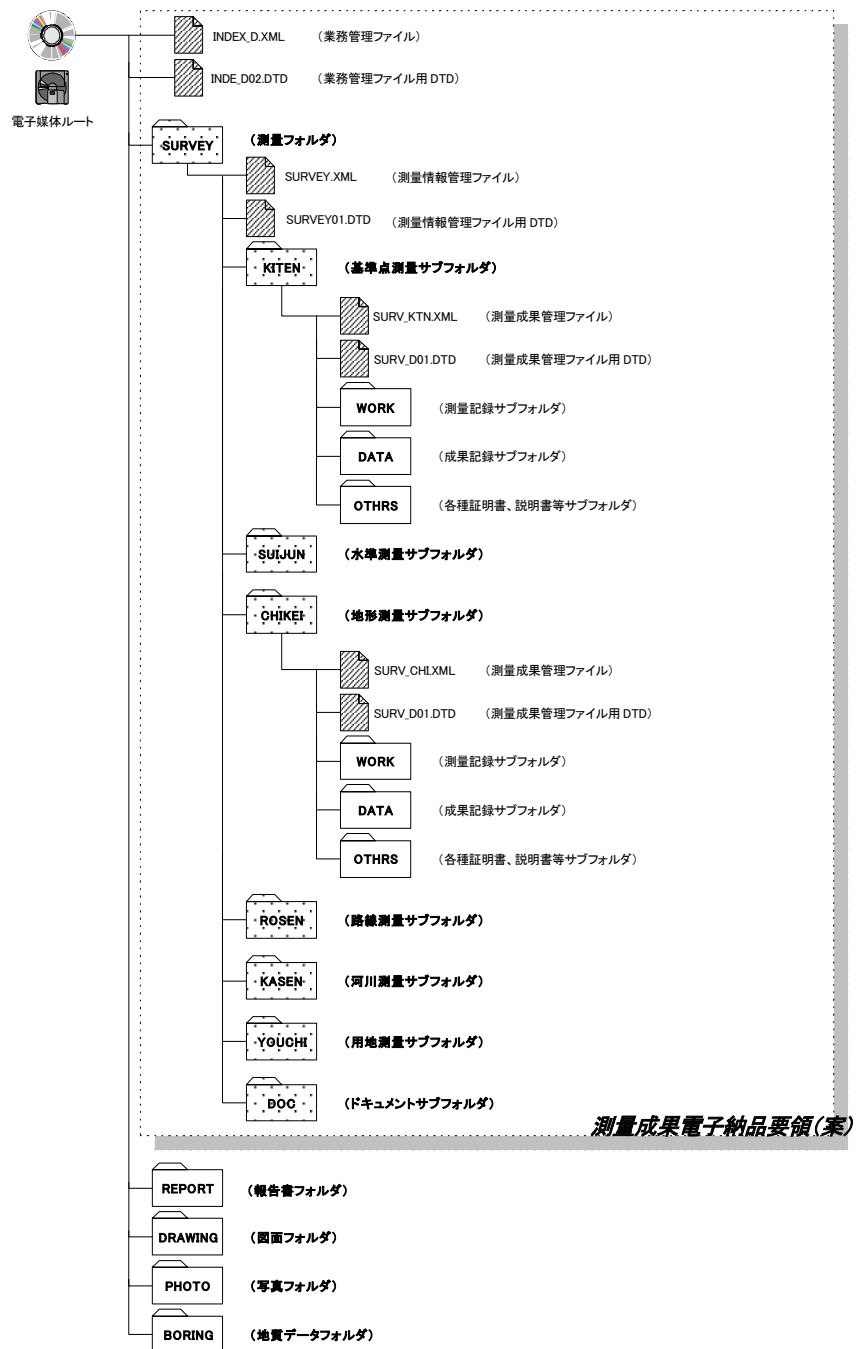 INDEX_D.XML （業務管理ファイル）
INDE_D02.DTD （業務管理ファイル用 DTD）
電子媒体ルート
SURVEY （測量フォルダ）
SURVEY.XML （測量情報管理ファイル）
SURVEY01.DTD （測量情報管理ファイル用 DTD）
KITEN （基準点測量サブフォルダ）
SURV_KTN.XML （測量成果管理ファイル）
SURV_D01.DTD （測量成果管理ファイル用 DTD）
WORK （測量記録サブフォルダ）
DATA （成果記録サブフォルダ）
OTHRS （各種証明書、説明書等サブフォルダ）
SUIJUN （水準測量サブフォルダ）
CHIKEI （地形測量サブフォルダ）
SURV_CHI.XML （測量成果管理ファイル）
SURV_D01.DTD （測量成果管理ファイル用 DTD）
WORK （測量記録サブフォルダ）
DATA （成果記録サブフォルダ）
OTHRS （各種証明書、説明書等サブフォルダ）
ROSEN （路線測量サブフォルダ）
KASEN （河川測量サブフォルダ）
YOUCHI （用地測量サブフォルダ）
DOC （ドキュメントサブフォルダ）
測量成果電子納品要領（案）
REPORT （報告書フォルダ）
DRAWING （図面フォルダ）
PHOTO （写真フォルダ）
BORING （地質データフォルダ）